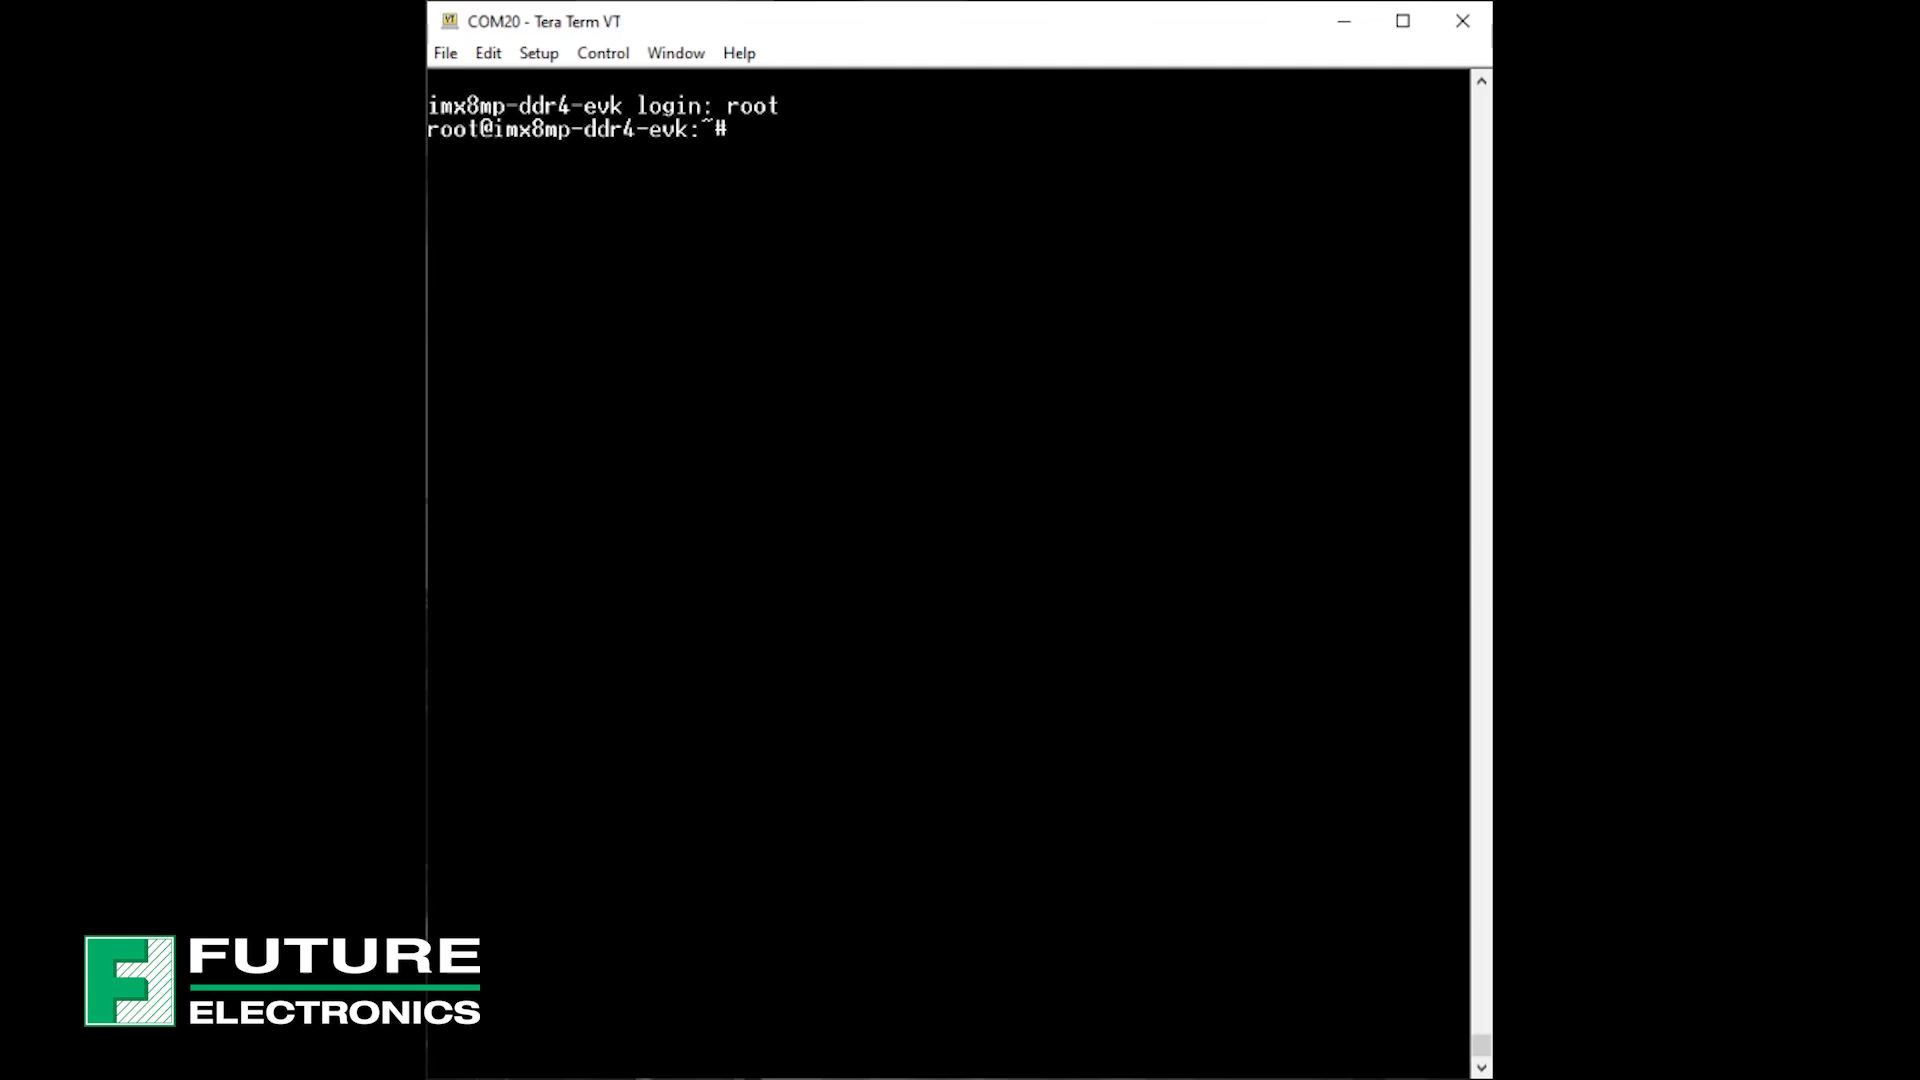 COM20 - Tera Term VT
File Edit Setup Control Window Help
imx8mp-ddr4-evk login: root
root@imx8mp-ddr4-evk:~#
FUTURE
ELECTRONICS